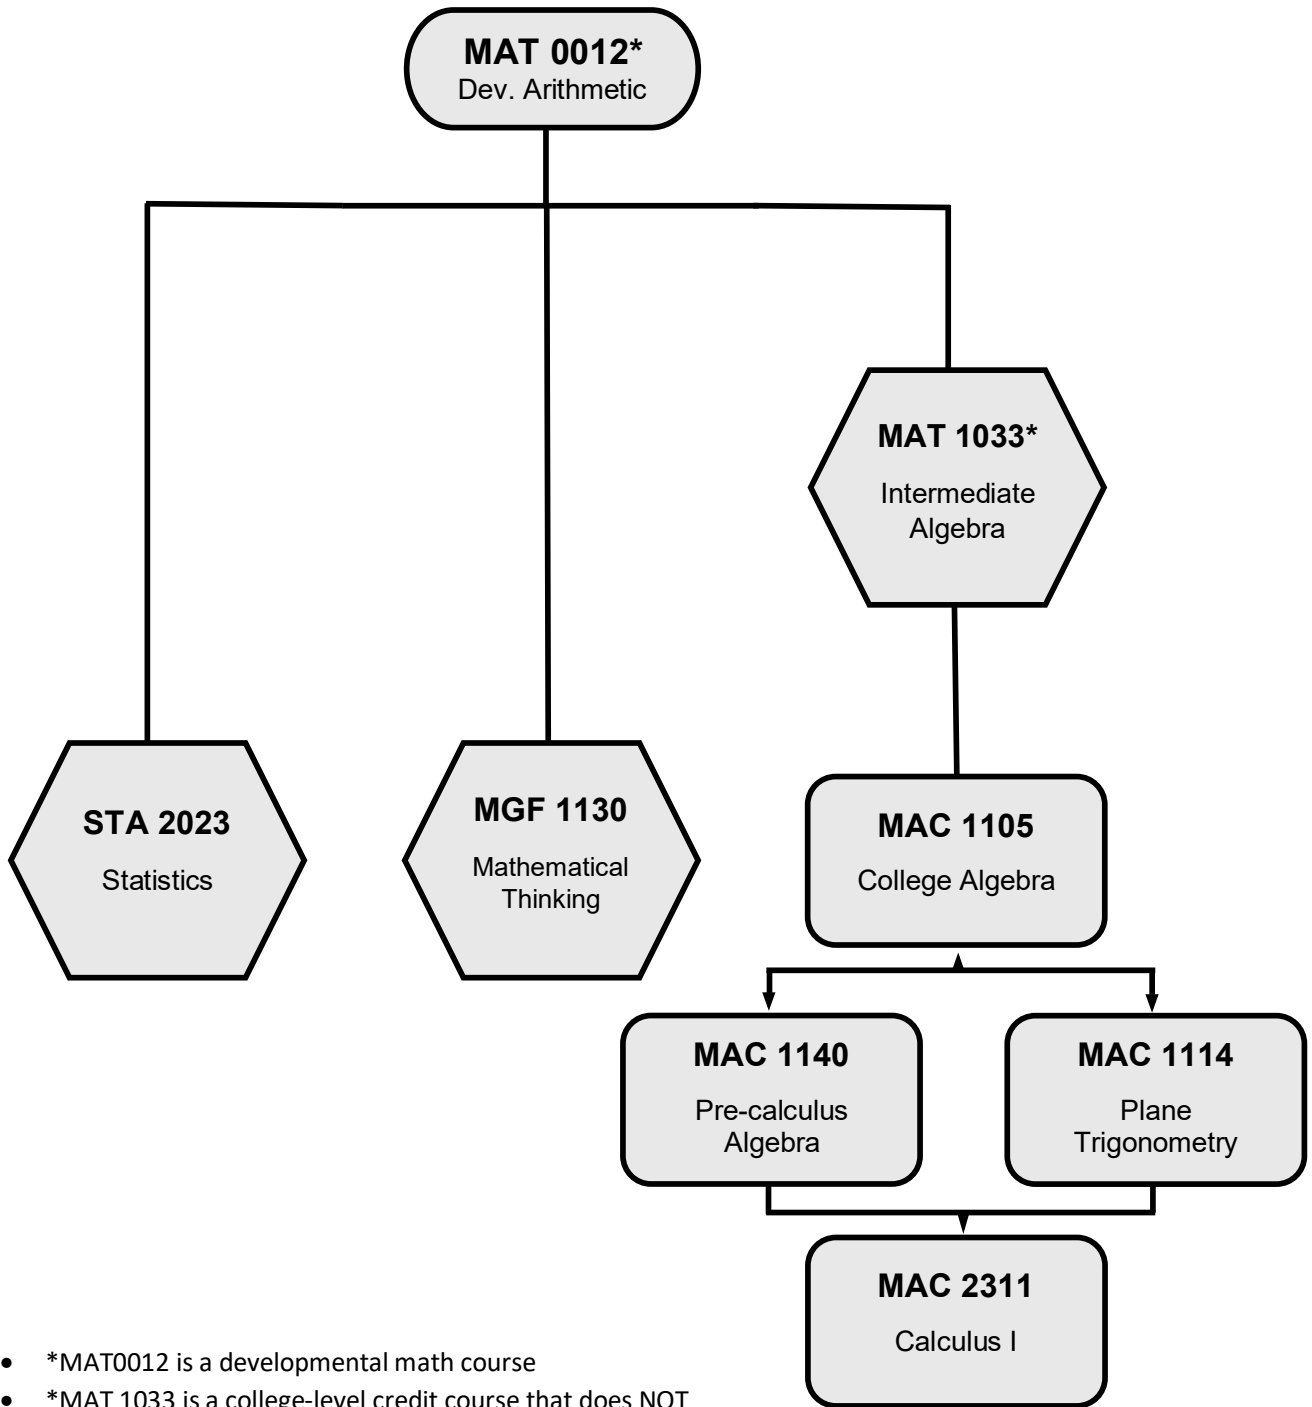 MAT 0012*
Dev. Arithmetic
MAT 1033*
Intermediate
Algebra
STA 2023
Statistics
MGF 1130
Mathematical
Thinking
MAC 1105
College Algebra
MAC 1140
Pre-calculus
Algebra
MAC 1114
Plane
Trigonometry
MAC 2311
Calculus I
• *MAT0012 is a developmental math course
• *MAT 1033 is a college-level credit course that does NOT